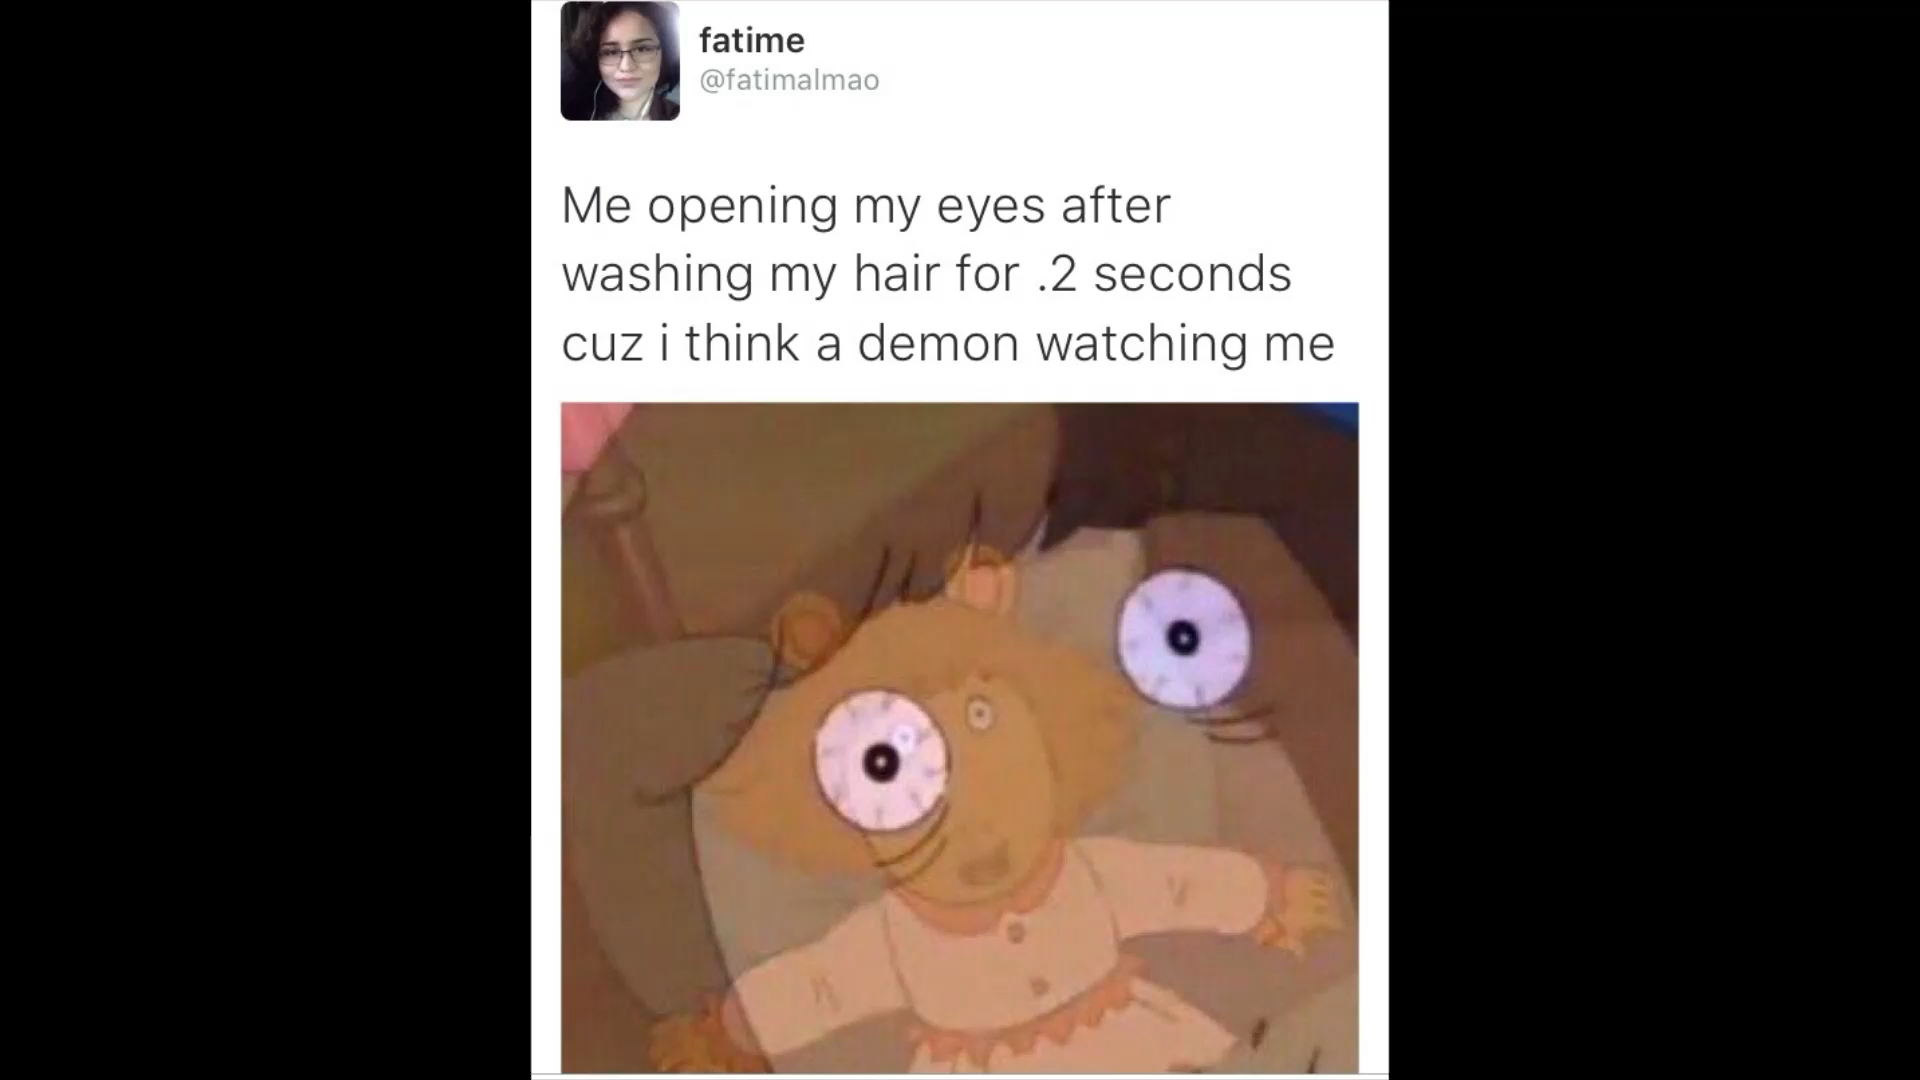 fatime
@fatimalmao
Me opening my eyes after
washing my hair for .2 seconds
cuz i think a demon watching me